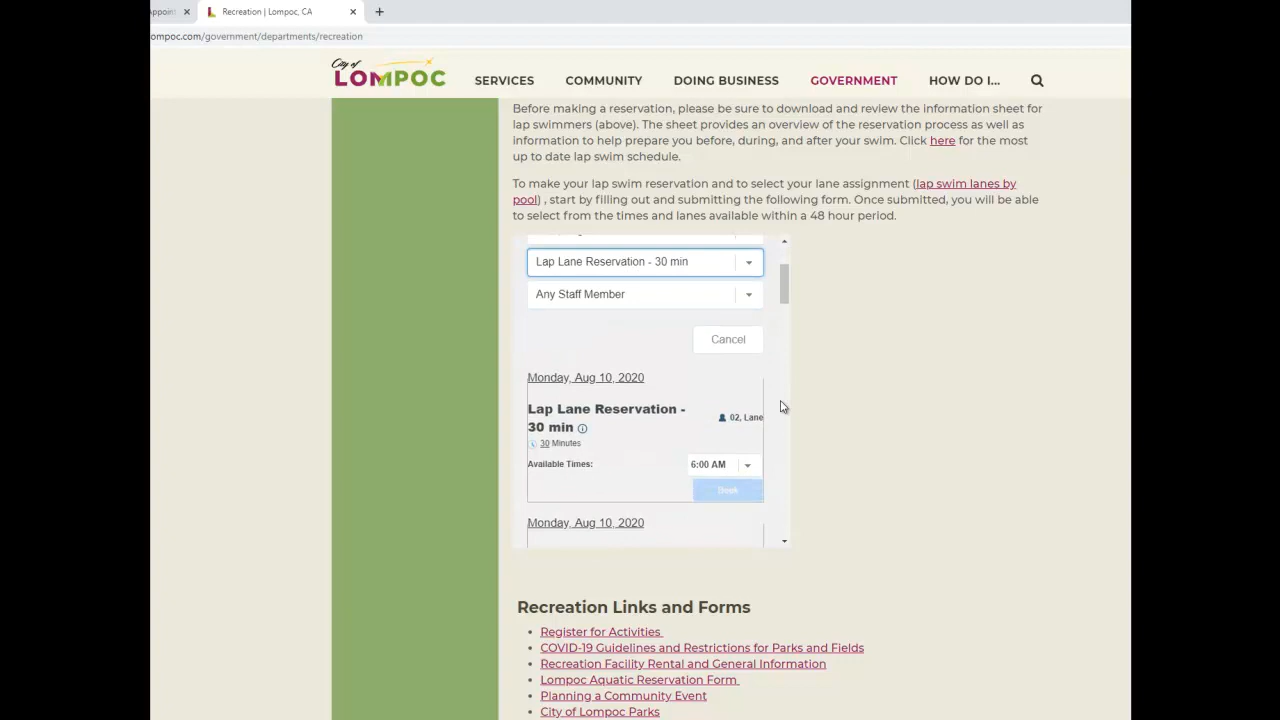 Recreation | Lompoc, CA
ompoc.com/government/departments/recreation
City of
LOMPOC
SERVICES
COMMUNITY
DOING BUSINESS
GOVERNMENT
HOW DO I...
Before making a reservation, please be sure to download and review the information sheet for
lap swimmers (above). The sheet provides an overview of the reservation process as well as
information to help prepare you before, during, and after your swim. Click here for the most
up to date lap swim schedule.
To make your lap swim reservation and to select your lane assignment (lap swim lanes by
pool) , start by filling out and submitting the following form. Once submitted, you will be able
to select from the times and lanes available within a 48 hour period.
Lap Lane Reservation - 30 min
Any Staff Member
Cancel
Monday, Aug 10, 2020
Lap Lane Reservation -
30 min
02, Lane
30 Minutes
Available Times:
6:00 AM
Book
Monday, Aug 10, 2020
Recreation Links and Forms
• Register for Activities
• COVID-19 Guidelines and Restrictions for Parks and Fields
• Recreation Facility Rental and General Information
• Lompoc Aquatic Reservation Form
• Planning a Community Event
• City of Lompoc Parks